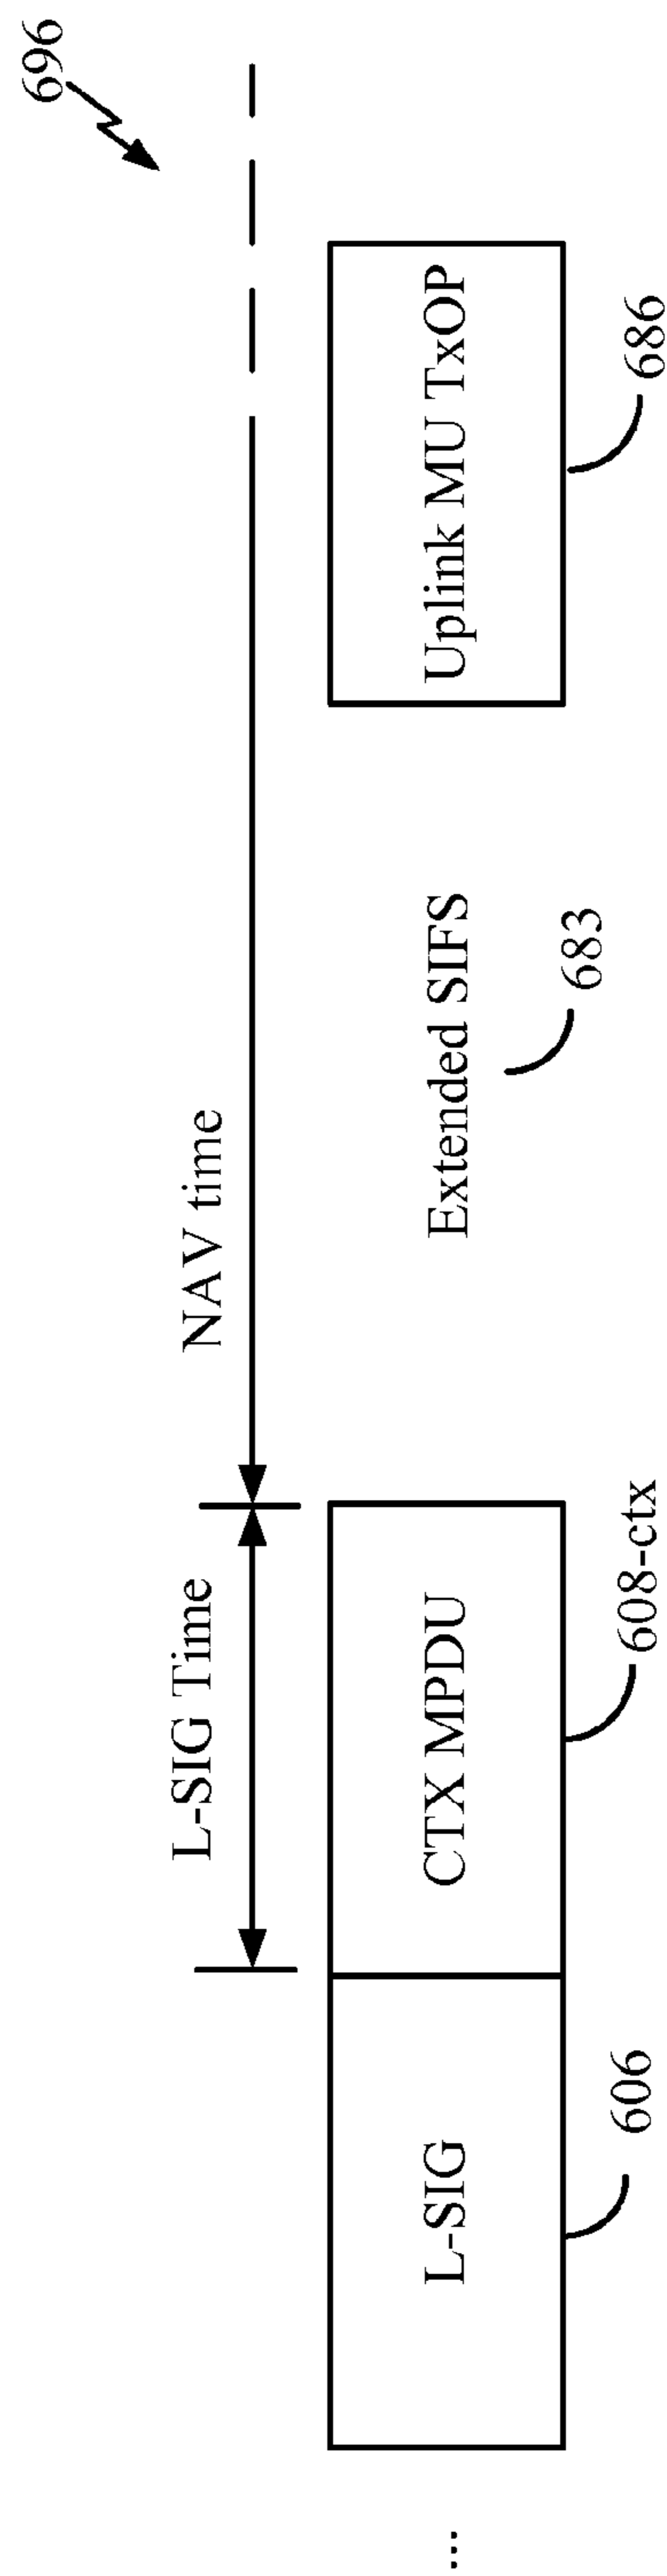 696
NAV time
L-SIG Time
...
L-SIG
CTX MPDU
Extended SIFS
Uplink MU TxOP
606
608-ctx
683
686